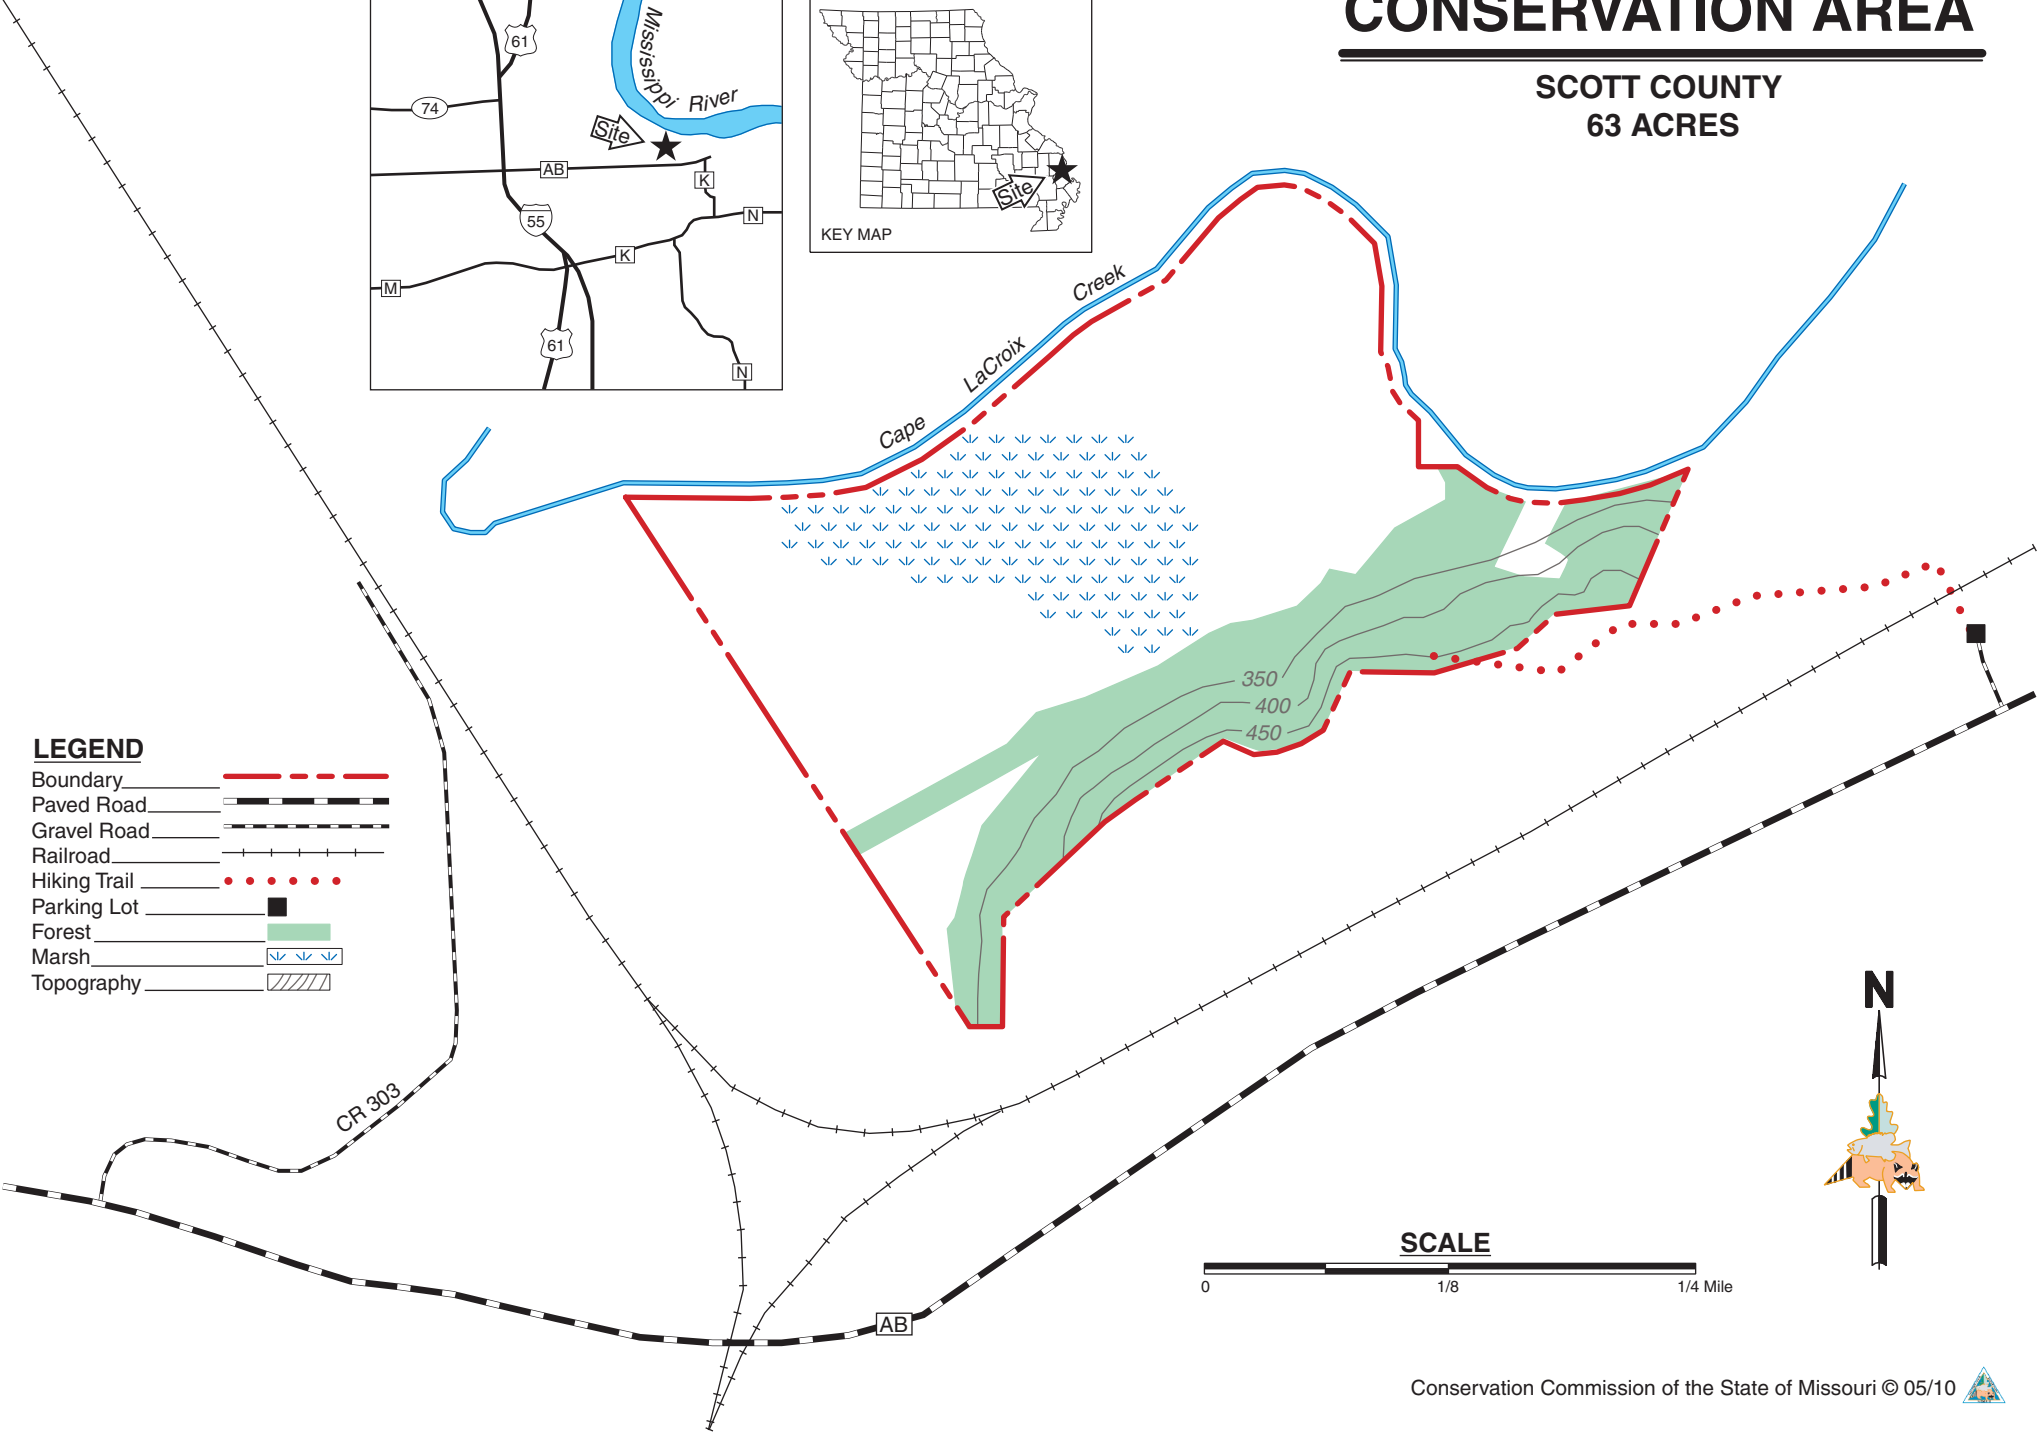 CONSERVATION AREA
SCOTT COUNTY
63 ACRES
61
Mississippi
River
74
Site
AB
K
55
N
K
M
61
N
Site
KEY MAP
Cape LaCroix Creek
350
400
450
LEGEND
Boundary
Paved Road
Gravel Road
Railroad
Hiking Trail
Parking Lot
Forest
Marsh
Topography
CR 303
N
AB
SCALE
0 1/8 1/4 Mile
Conservation Commission of the State of Missouri © 05/10